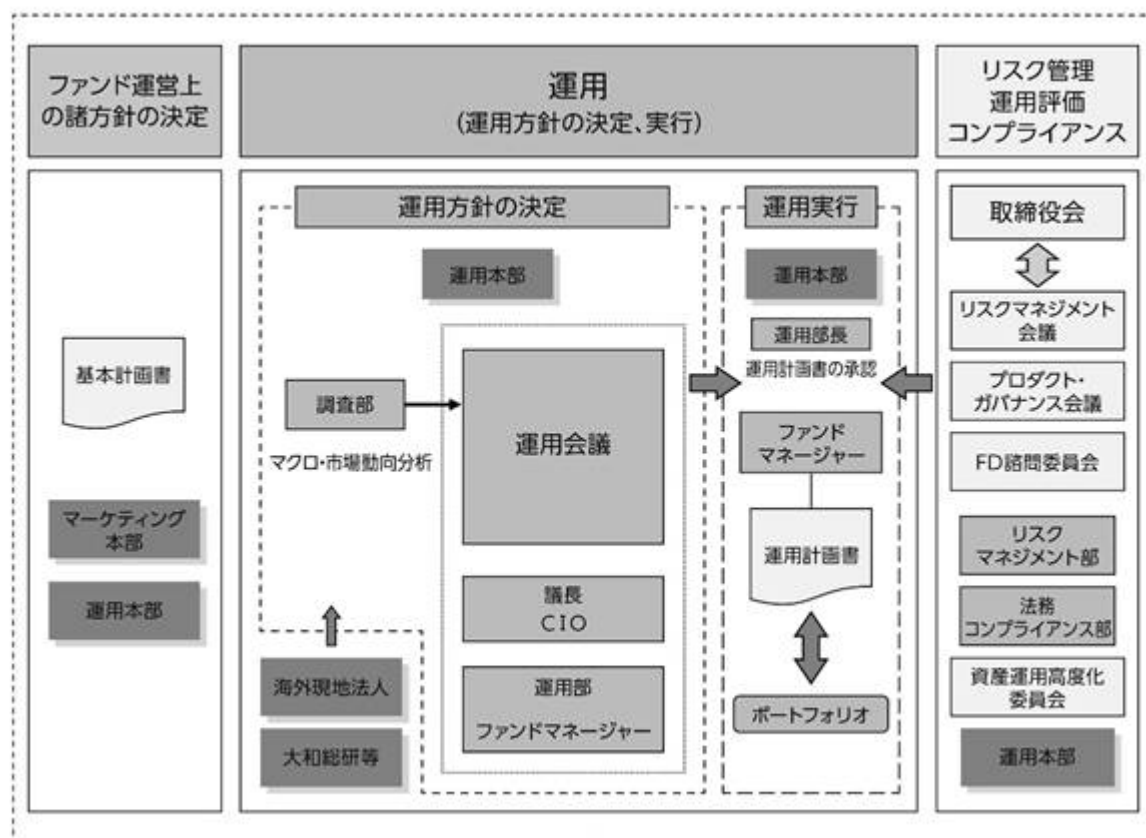 ファンド運営上
の諸方針の決定
運用
(運用方針の決定、実行)
リスク管理
運用評価
コンプライアンス
基本計画書
マーケティング
本部
運用本部
運用方針の決定
運用本部
調査部
マクロ・市場動向分析
運用会議
議長
CIO
運用部
ファンドマネージャー
海外現地法人
大和総研等
運用実行
運用本部
運用部長
運用計画書の承認
ファンド
マネージャー
運用計画書
ポートフォリオ
取締役会
リスクマネジメント
会議
プロダクト・
ガバナンス会議
FD諮問委員会
リスク
マネジメント部
法務
コンプライアンス部
資産運用高度化
委員会
運用本部